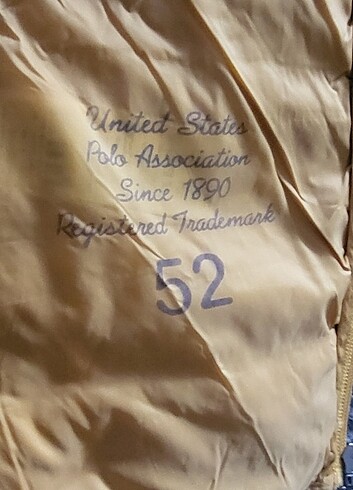 United States
Polo Association
Since 1890
Registered Trademark
52